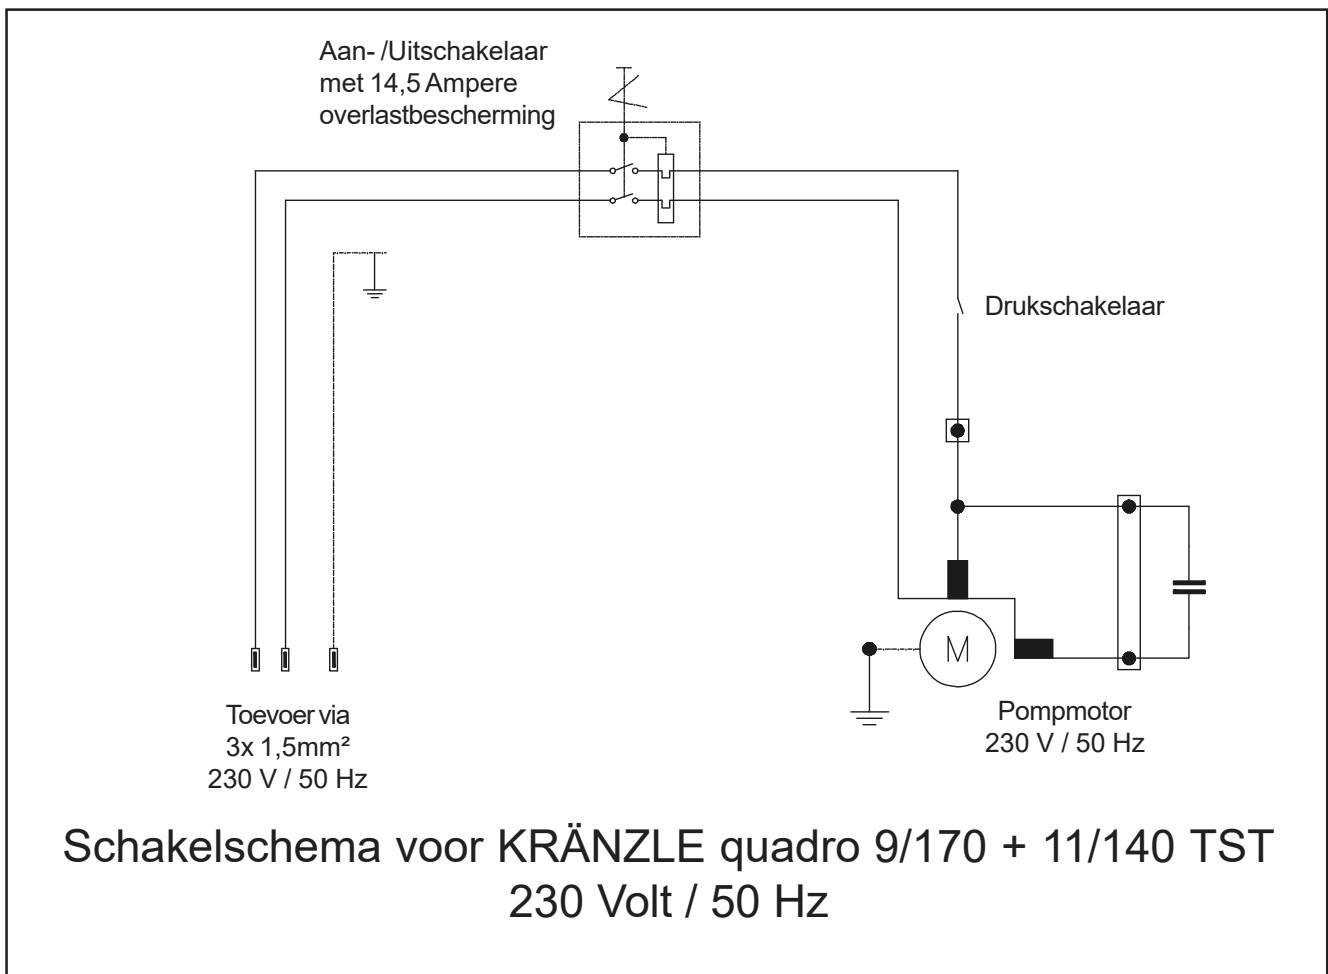 Aan- /Uitschakelaar
met 14,5 Ampere
overlastbescherming
Drukschakelaar
M
Toevoer via
3x 1,5mm²
230 V / 50 Hz
Pompmotor
230 V / 50 Hz
Schakelschema voor KRÄNZLE quadro 9/170 + 11/140 TST
230 Volt / 50 Hz